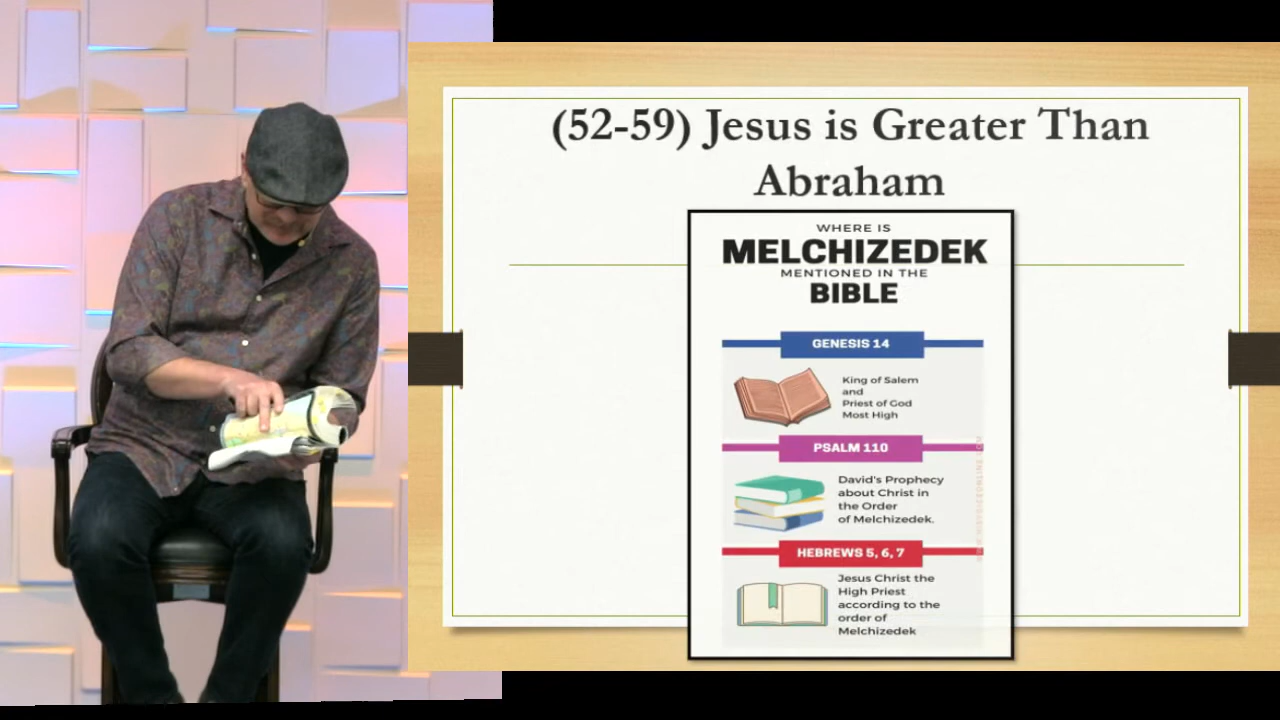 (52-59) Jesus is Greater Than
Abraham
WHERE IS
MELCHIZEDEK
MENTIONED IN THE
BIBLE
GENESIS 14
King of Salem
and
Priest of God
Most High
PSALM 110
David's Prophecy
about Christ in
the Order
of Melchizedek.
HEBREWS 5, 6, 7
Jesus Christ the
High Priest
according to the
order of
Melchizedek